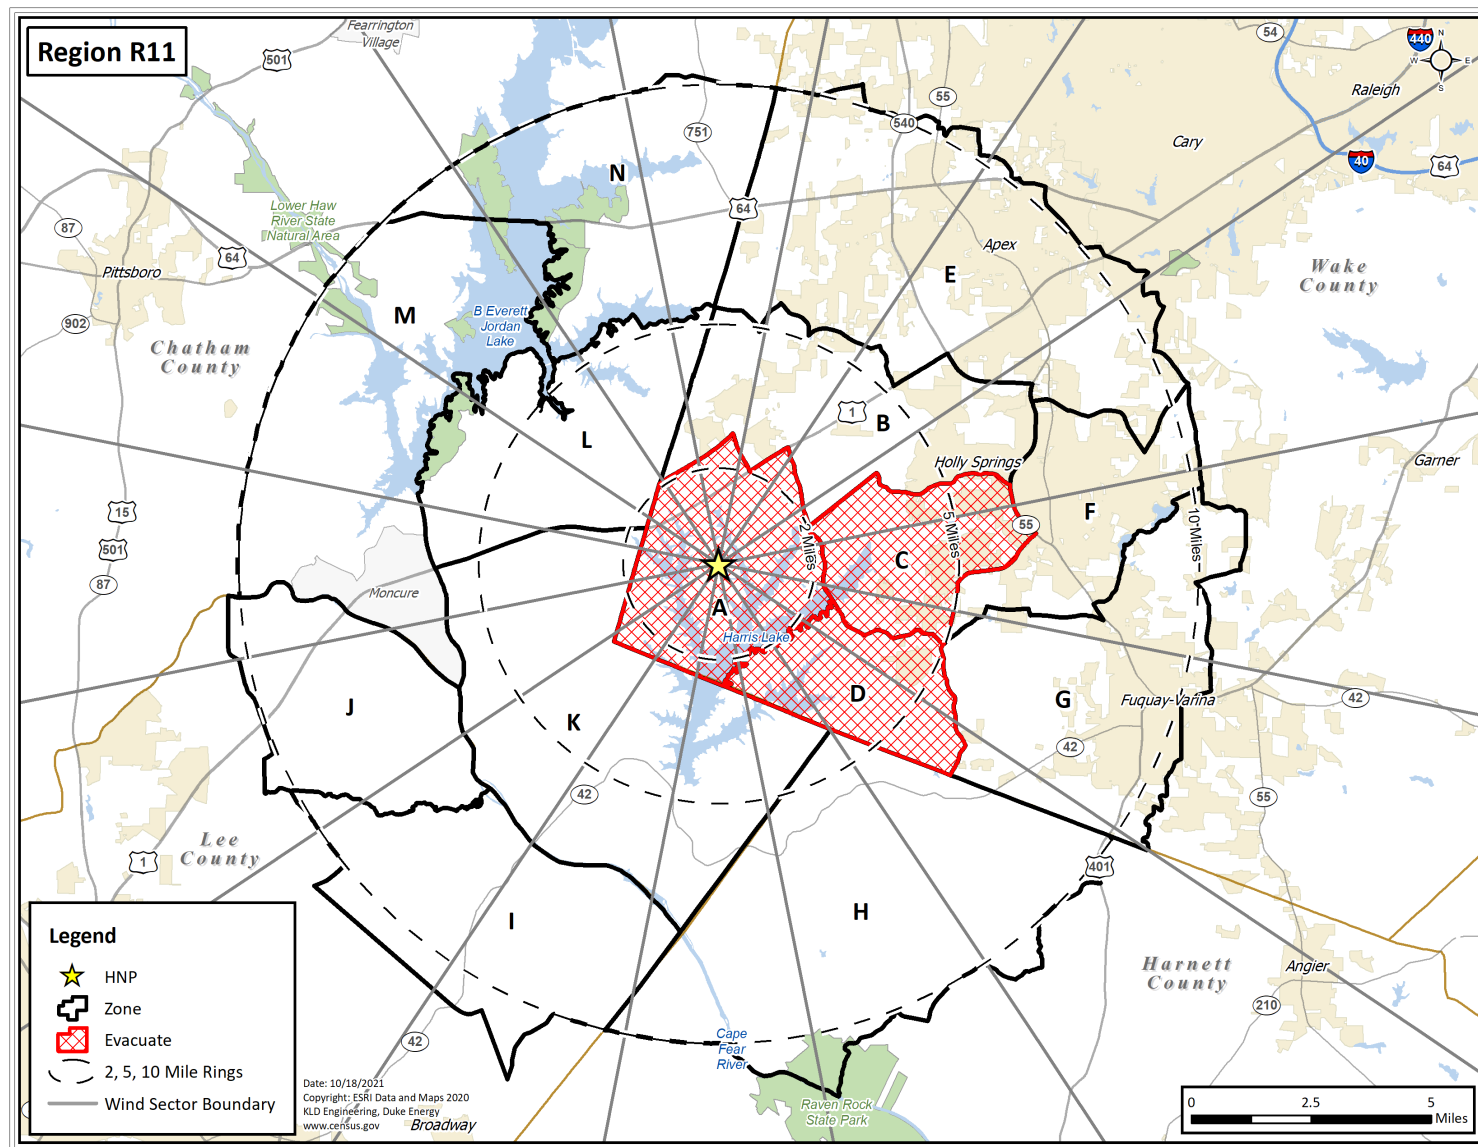 Region R11
Fearrington
Village
501
54
440
N
W
E
S
Raleigh
55
540
751
Cary
40
64
N
Lower Haw
River State
Natural Area
87
64
64
Pittsboro
Apex
E
Wake
County
M
B Everett
Jordan
Lake
902
Chatham
County
1
B
L
Holly Springs
Garner
15
501
87
F
55
2 Miles
5 Miles
10 Miles
C
Moncure
A
Harris Lake
D
G
Fuquay-Varina
42
J
K
42
42
55
Lee
County
1
401
I
H
Harnett
County
Angier
210
42
Cape
Fear
River
Raven Rock
State Park
Broadway
Legend
HNP
Zone
Evacuate
2, 5, 10 Mile Rings
Wind Sector Boundary
Date: 10/18/2021
Copyright: ESRI Data and Maps 2020
KLD Engineering, Duke Energy
www.census.gov
0
2.5
5
Miles